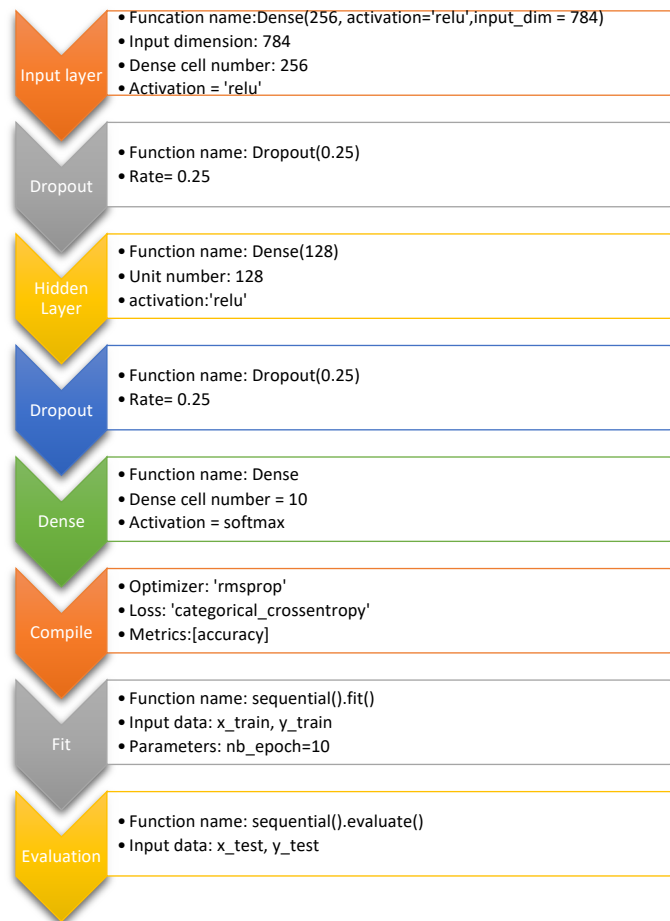 Input layer
• Funcation name:Dense(256, activation='relu',input_dim = 784)
• Input dimension: 784
• Dense cell number: 256
• Activation = 'relu'
Dropout
• Function name: Dropout(0.25)
• Rate= 0.25
Hidden
Layer
• Function name: Dense(128)
• Unit number: 128
• activation:'relu'
Dropout
• Function name: Dropout(0.25)
• Rate= 0.25
Dense
• Function name: Dense
• Dense cell number = 10
• Activation = softmax
Compile
• Optimizer: 'rmsprop'
• Loss: 'categorical_crossentropy'
• Metrics:[accuracy]
Fit
• Function name: sequential().fit()
• Input data: x_train, y_train
• Parameters: nb_epoch=10
Evaluation
• Function name: sequential().evaluate()
• Input data: x_test, y_test